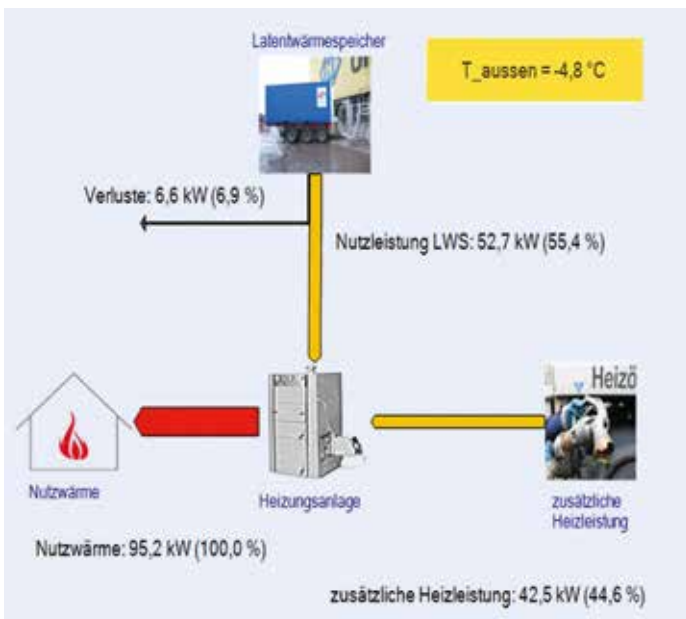 Latentwärmespeicher
T_aussen = -4,8 °C
Verluste: 6,6 kW (6,9 %)
Nutzleistung LWS: 52,7 kW (55,4 %)
Heizö
Nutzwärme
Heizungsanlage
zusätzliche
Heizleistung
Nutzwärme: 95,2 kW (100,0 %)
zusätzliche Heizleistung: 42,5 kW (44,6 %)